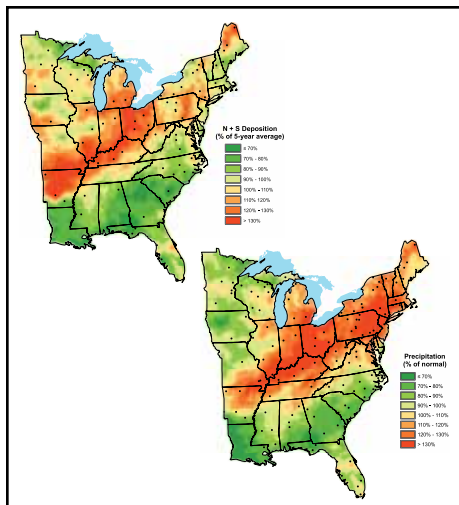 N + S Deposition
(% of 5-year average)
≤ 70%
70% - 80%
80% - 90%
90% - 100%
100% - 110%
110% 120%
120% - 130%
> 130%
Precipitation
(% of normal)
≤ 70%
70% - 80%
80% - 90%
90% - 100%
100% - 110%
110% - 120%
120% - 130%
> 130%